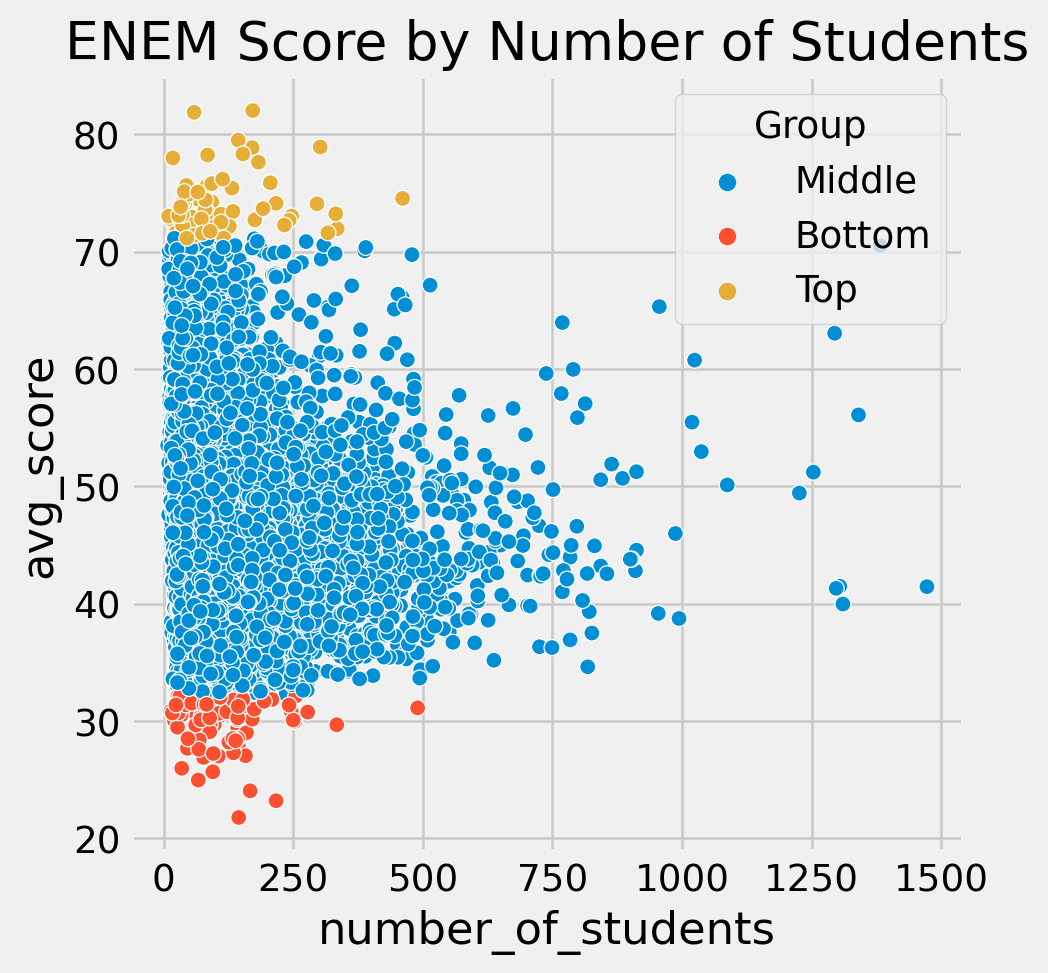 ENEM Score by Number of Students
Group
Middle
Bottom
Top
avg_score
80
70
60
50
40
30
20
0 250 500 750 1000 1250 1500
number_of_students